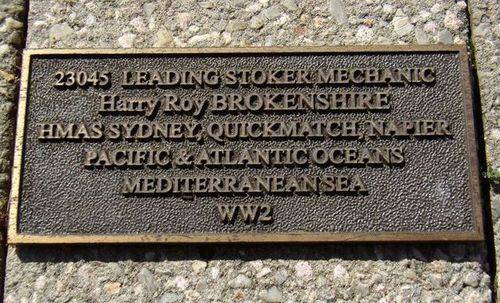 23045 LEADING STOKER MECHANIC
Harry Roy BROKENSHIRE
HMAS SYDNEY, QUICKMATCH, NAPIER
PACIFIC & ATLANTIC OCEANS
MEDITERRANEAN SEA
WW2